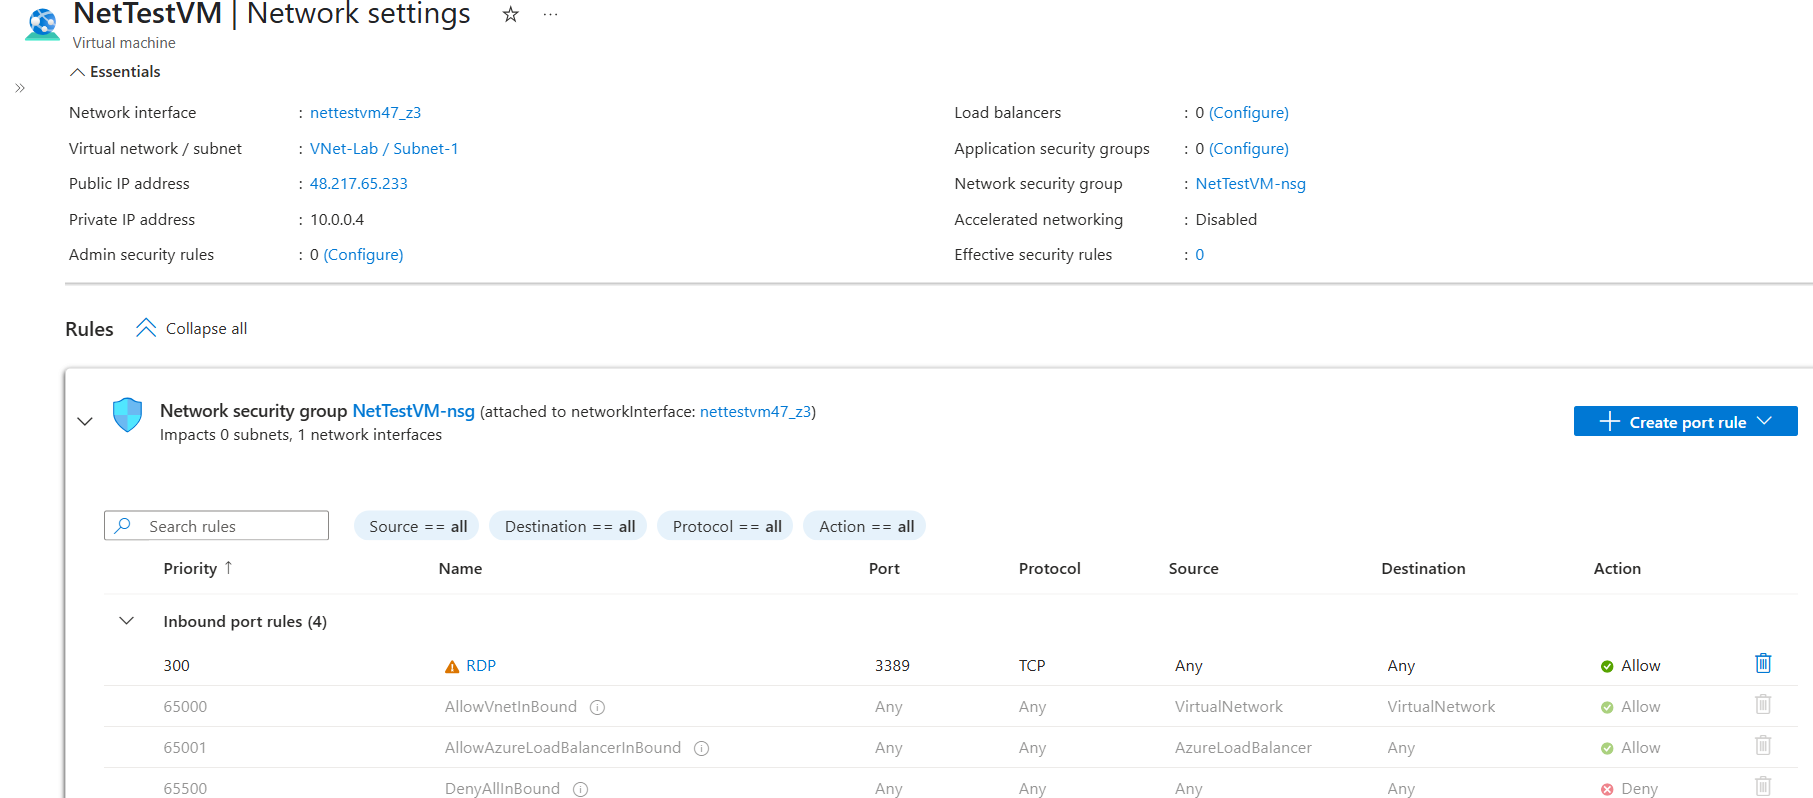 NetTestVM | Network settings ☆ ···
Virtual machine
Essentials
»
Network interface : nettestvm47_z3 Load balancers : 0 (Configure)
Virtual network / subnet : VNet-Lab / Subnet-1 Application security groups : 0 (Configure)
Public IP address : 48.217.65.233 Network security group : NetTestVM-nsg
Private IP address : 10.0.0.4 Accelerated networking : Disabled
Admin security rules : 0 (Configure) Effective security rules : 0
Rules Collapse all
Network security group NetTestVM-nsg (attached to networkInterface: nettestvm47_z3)
Impacts 0 subnets, 1 network interfaces
+ Create port rule
Search rules Source == all Destination == all Protocol == all Action == all
Priority ↑ Name Port Protocol Source Destination Action
Inbound port rules (4)
300 RDP 3389 TCP Any Any Allow
65000 AllowVnetInBound Any Any VirtualNetwork VirtualNetwork Allow
65001 AllowAzureLoadBalancerInBound Any Any AzureLoadBalancer Any Allow
65500 DenyAllInBound Any Any Any Any Deny